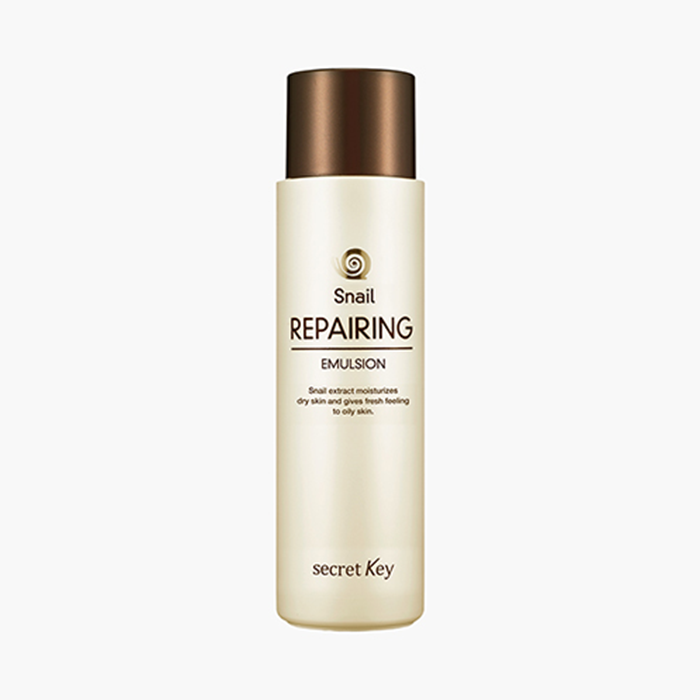 Snail
REPAIRING
EMULSION
Snail extract moisturizes
dry skin and gives fresh feeling
to oily skin.
secret Key